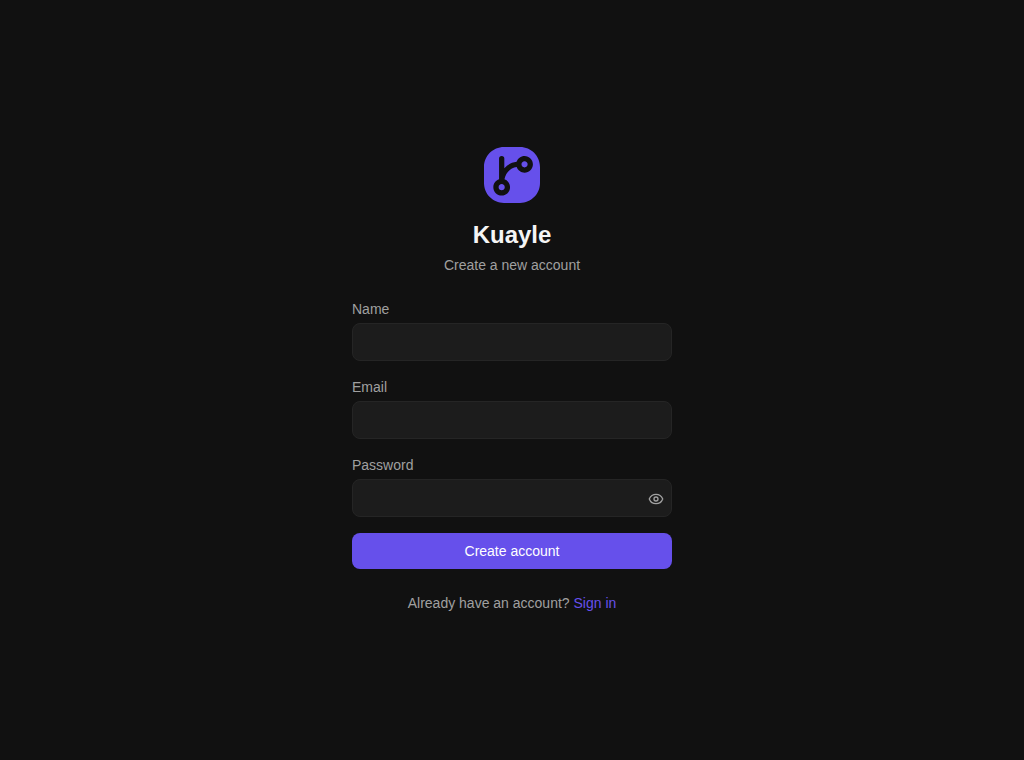 Kuayle
Create a new account
Name
Email
Password
Create account
Already have an account? Sign in